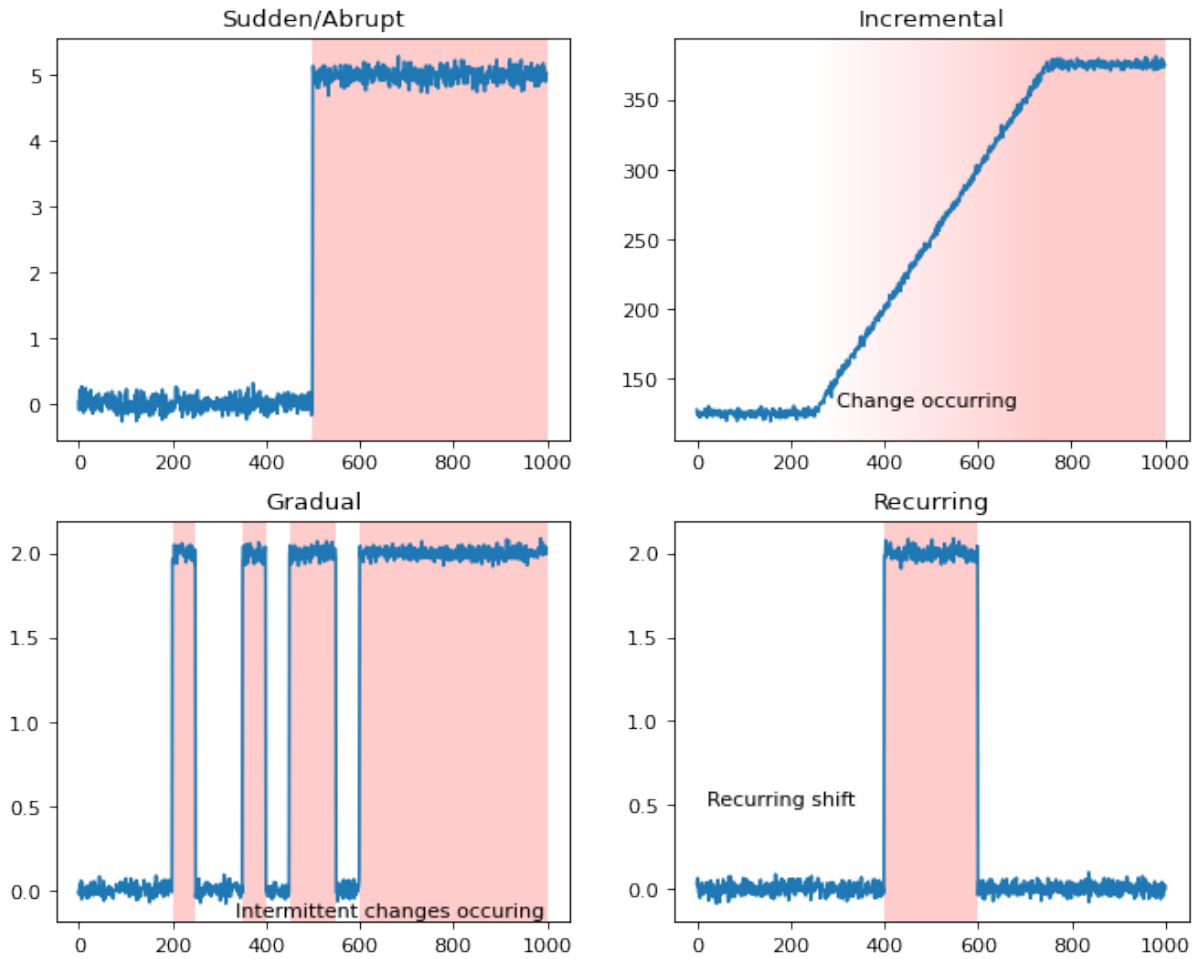 Sudden/Abrupt
5
4
3
2
1
0
0 200 400 600 800 1000
Incremental
350
300
250
200
150
Change occurring
0 200 400 600 800 1000
Gradual
2.0
1.5
1.0
0.5
0.0
Intermittent changes occuring
0 200 400 600 800 1000
Recurring
2.0
1.5
1.0
0.5
Recurring shift
0.0
0 200 400 600 800 1000